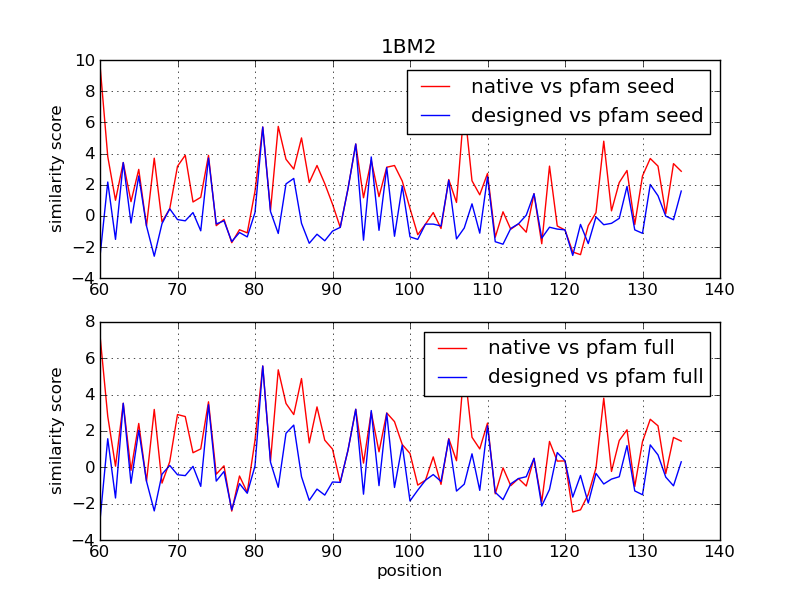 1BM2
10
8
6
4
2
0
−2
−4
similarity score
native vs pfam seed
designed vs pfam seed
60 70 80 90 100 110 120 130 140
8
6
4
2
0
−2
−4
similarity score
native vs pfam full
designed vs pfam full
60 70 80 90 100 110 120 130 140
position